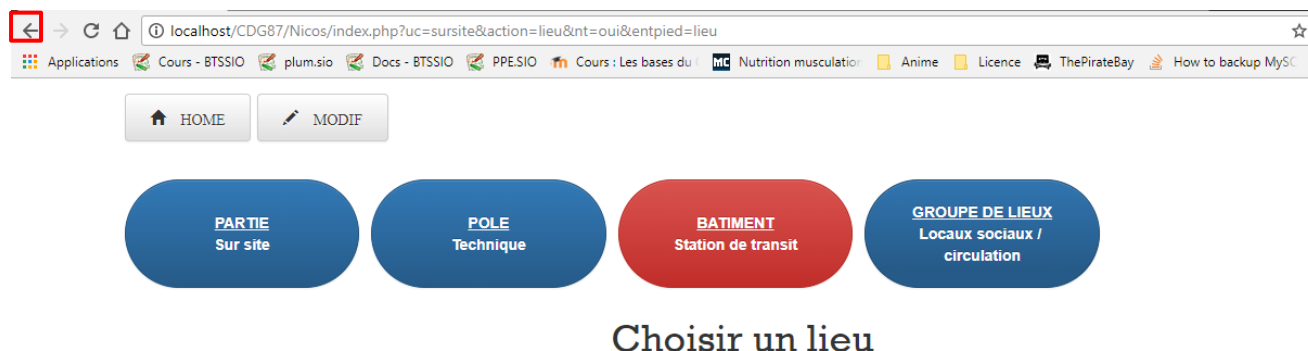 localhost/CDG87/Nicos/index.php?uc=sursite&action=lieu&nt=oui&entpied=lieu
Applications Cours - BTSSIO plum.sio Docs - BTSSIO PPE.SIO Cours : Les bases du Nutrition musculation Anime Licence ThePirateBay How to backup MySC
HOME MODIF
PARTIE POLE BATIMENT GROUPE DE LIEUX
Sur site Technique Station de transit Locaux sociaux /
circulation
Choisir un lieu